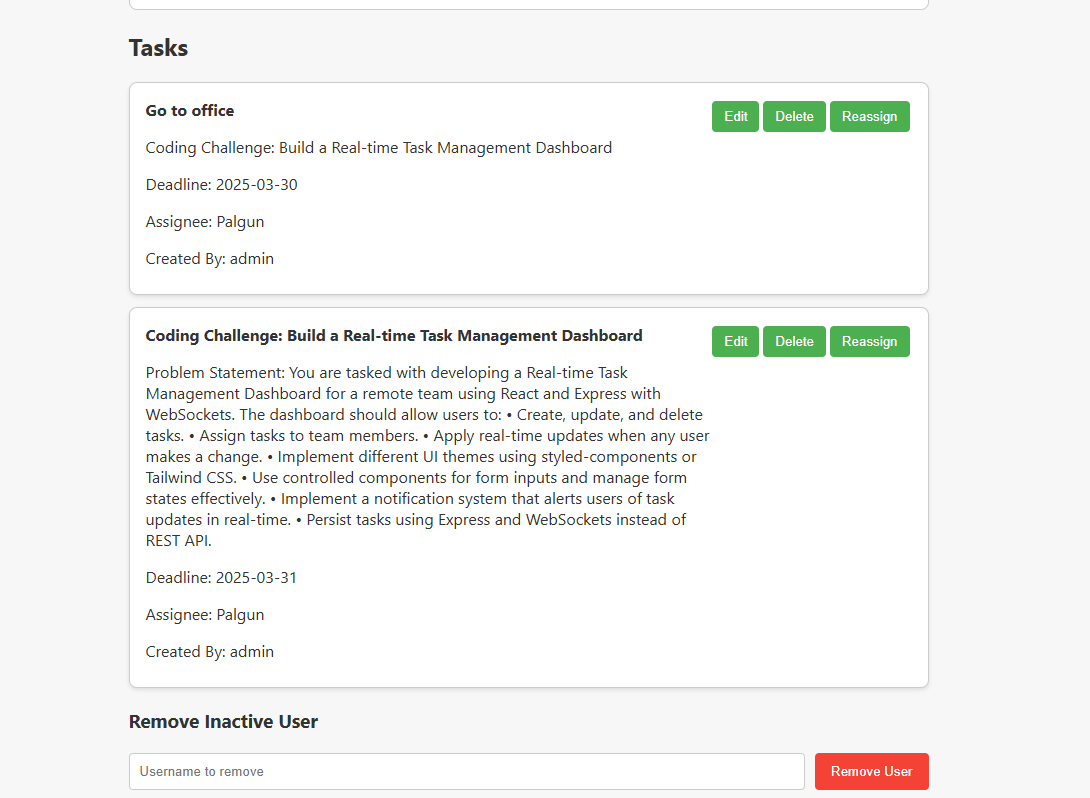 Tasks
Go to office
Edit
Delete
Reassign
Coding Challenge: Build a Real-time Task Management Dashboard
Deadline: 2025-03-30
Assignee: Palgun
Created By: admin
Coding Challenge: Build a Real-time Task Management Dashboard
Edit
Delete
Reassign
Problem Statement: You are tasked with developing a Real-time Task
Management Dashboard for a remote team using React and Express with
WebSockets. The dashboard should allow users to: • Create, update, and delete
tasks. • Assign tasks to team members. • Apply real-time updates when any user
makes a change. • Implement different UI themes using styled-components or
Tailwind CSS. • Use controlled components for form inputs and manage form
states effectively. • Implement a notification system that alerts users of task
updates in real-time. • Persist tasks using Express and WebSockets instead of
REST API.
Deadline: 2025-03-31
Assignee: Palgun
Created By: admin
Remove Inactive User
Username to remove
Remove User